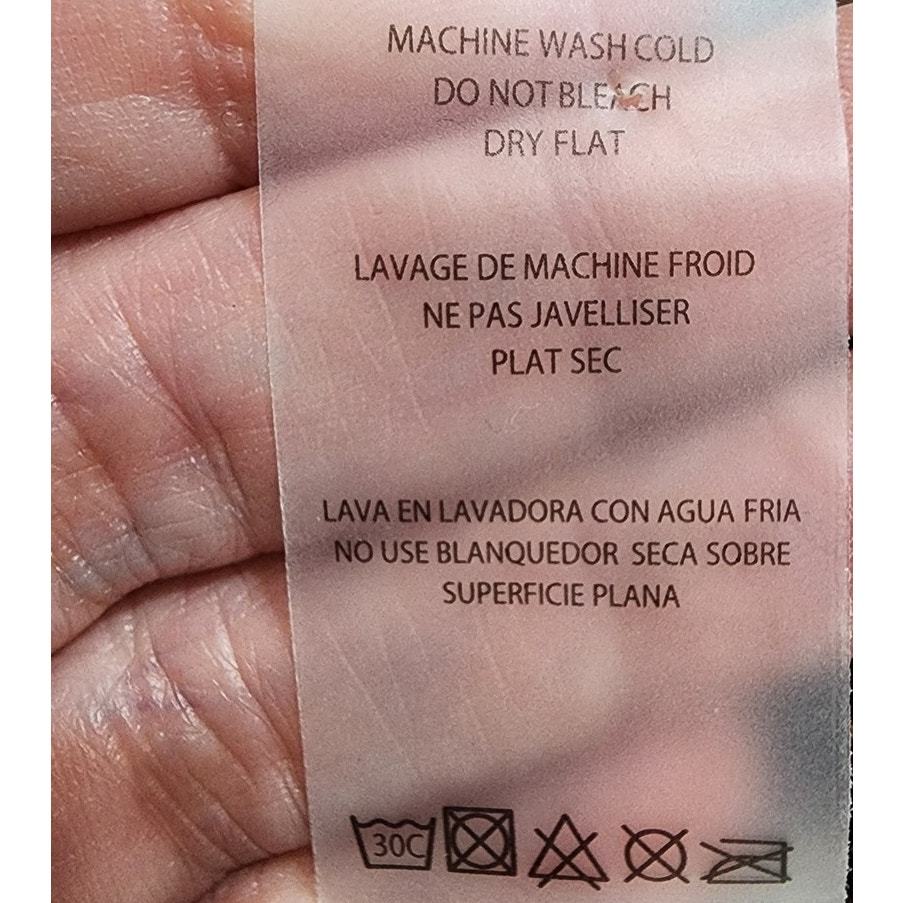 MACHINE WASH COLD
DO NOT BLEACH
DRY FLAT
LAVAGE DE MACHINE FROID
NE PAS JAVELLISER
PLAT SEC
LAVA EN LAVADORA CON AGUA FRIA
NO USE BLANQUEDOR SECA SOBRE
SUPERFICIE PLANA
30C